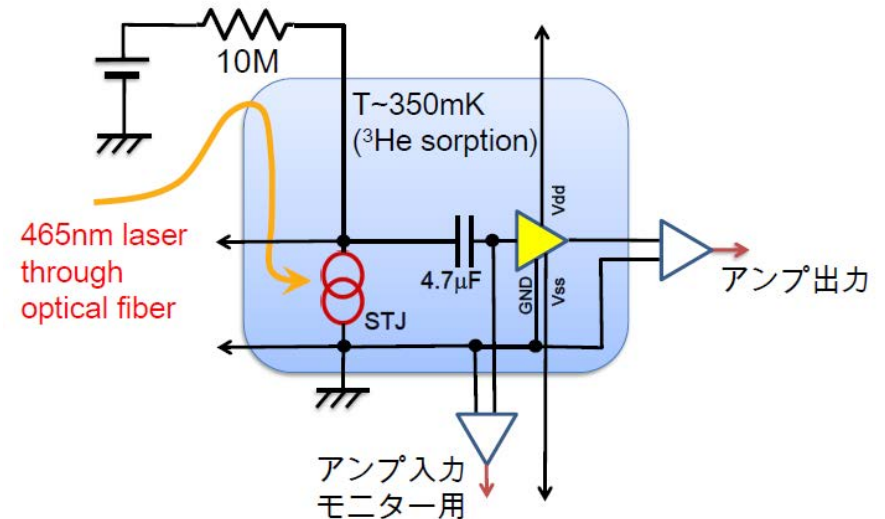 10M
T~350mK
(³He sorption)
465nm laser
through
optical fiber
4.7μF
STJ
GND
Vdd
Vss
アンプ出力
アンプ入力
モニター用